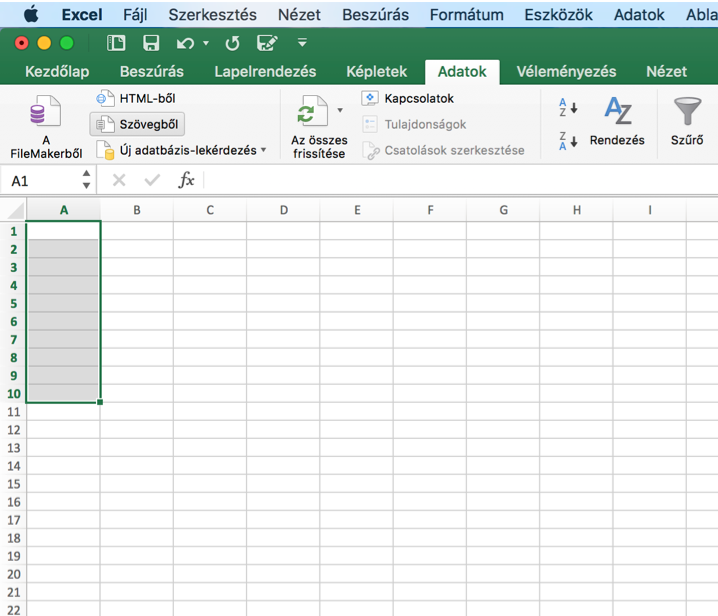 Excel Fájl Szerkesztés Nézet Beszúrás Formátum Eszközök Adatok Abla
Kezdőlap Beszúrás Lapelrendezés Képletek Adatok Véleményezés Nézet
A
FileMakerből
HTML-ből
Szövegből
Új adatbázis-lekérdezés
Az összes
frissítése
Kapcsolatok
Tulajdonságok
Csatolások szerkesztése
A
Z
Z
A
AZ
Rendezés
Szűrő
A1 fx
A B C D E F G H I
1
2
3
4
5
6
7
8
9
10
11
12
13
14
15
16
17
18
19
20
21
22